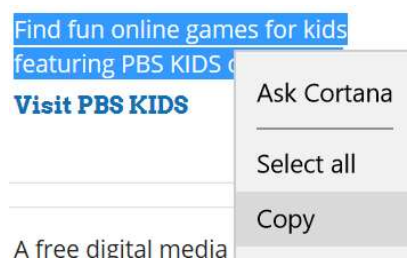 Find fun online games for kids
featuring PBS KIDS
Visit PBS KIDS
Ask Cortana
Select all
Copy
A free digital media